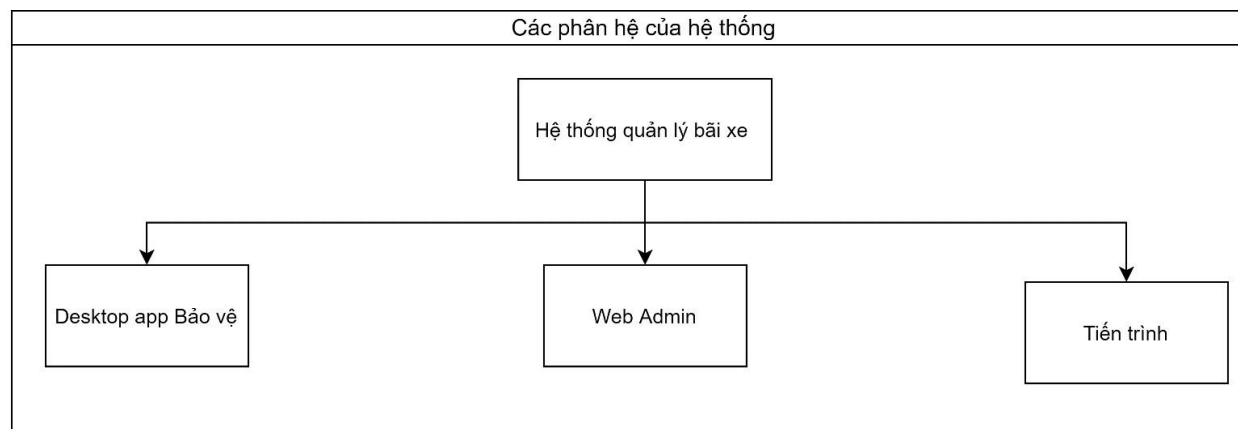 Các phân hệ của hệ thống
Hệ thống quản lý bãi xe
Desktop app Bảo vệ
Web Admin
Tiến trình